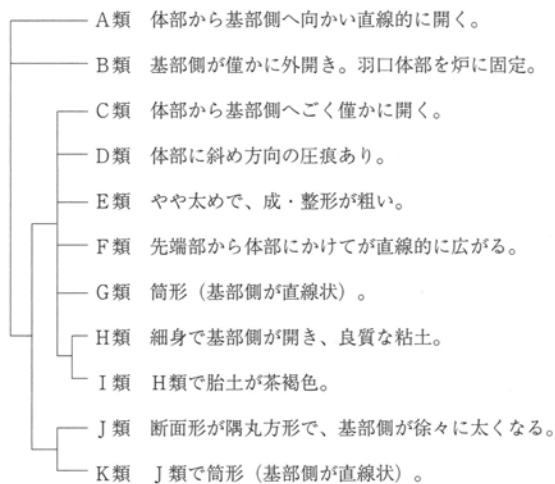 A類 体部から基部側へ向かい直線的に開く。
B類 基部側が僅かに外開き。羽口体部を炉に固定。
C類 体部から基部側へごく僅かに開く。
D類 体部に斜め方向の圧痕あり。
E類 やや太めで、成・整形が粗い。
F類 先端部から体部にかけてが直線的に広がる。
G類 筒形（基部側が直線状）。
H類 細身で基部側が開き、良質な粘土。
I類 H類で胎土が茶褐色。
J類 断面形が隅丸方形で、基部側が徐々に太くなる。
K類 J類で筒形（基部側が直線状）。